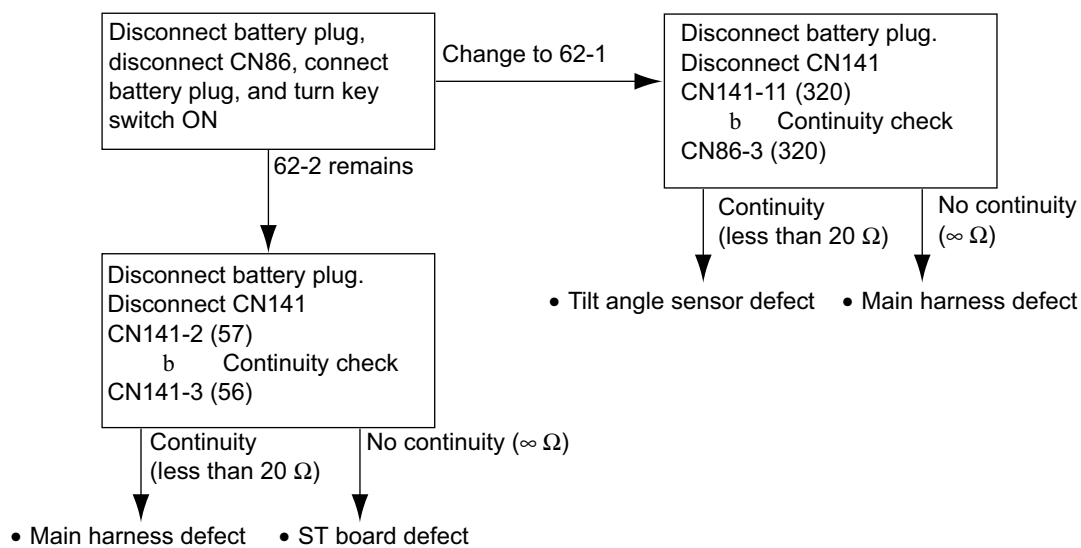 Disconnect battery plug,
disconnect CN86, connect
battery plug, and turn key
switch ON
Change to 62-1
Disconnect battery plug.
Disconnect CN141
CN141-11 (320)
b Continuity check
CN86-3 (320)
62-2 remains
Continuity
(less than 20 Ω)
No continuity
(∞ Ω)
• Tilt angle sensor defect
• Main harness defect
Disconnect battery plug.
Disconnect CN141
CN141-2 (57)
b Continuity check
CN141-3 (56)
Continuity
(less than 20 Ω)
No continuity (∞ Ω)
• Main harness defect
• ST board defect